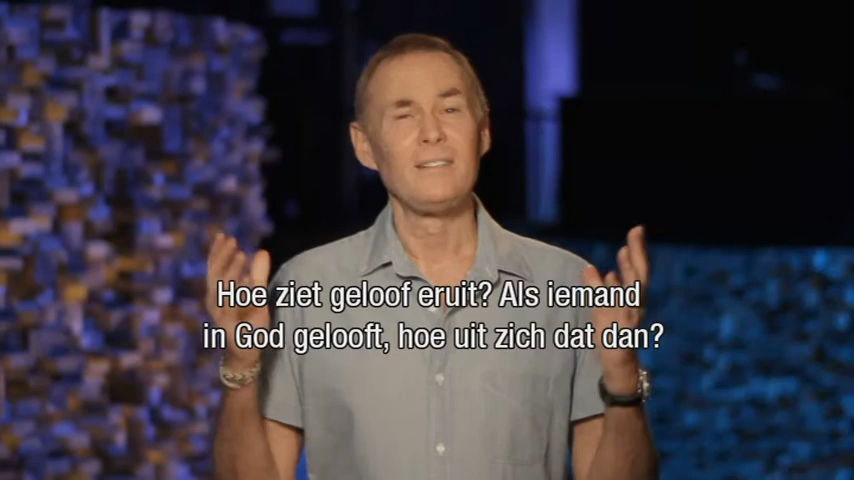 Hoe ziet geloof eruit? Als iemand
in God gelooft, hoe uit zich dat dan?